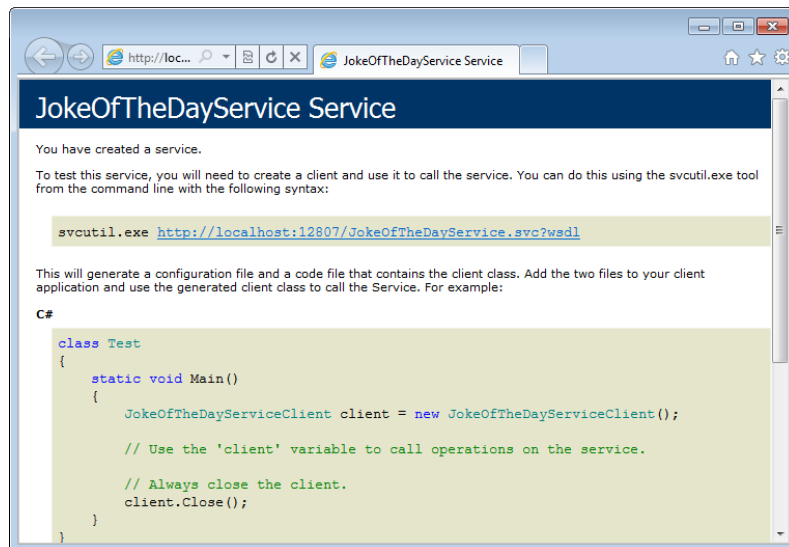 http://loc...
JokeOfTheDayService Service
JokeOfTheDayService Service
You have created a service.
To test this service, you will need to create a client and use it to call the service. You can do this using the svcutil.exe tool
from the command line with the following syntax:
svcutil.exe http://localhost:12807/JokeOfTheDayService.svc?wsdl
This will generate a configuration file and a code file that contains the client class. Add the two files to your client
application and use the generated client class to call the Service. For example:
C#
class Test
{
    static void Main()
    {
        JokeOfTheDayServiceClient client = new JokeOfTheDayServiceClient();
        // Use the 'client' variable to call operations on the service.
        // Always close the client.
        client.Close();
    }
}